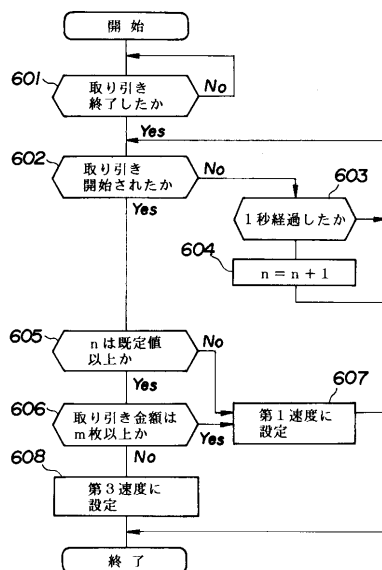 開始
601
取り引き
終了したか
No
Yes
602
取り引き
開始されたか
No
Yes
603
1秒経過したか
604
n=n+1
605
nは既定値
以上か
No
Yes
606
取り引き金額は
m枚以上か
Yes
No
607
第1速度に
設定
608
第3速度に
設定
終了